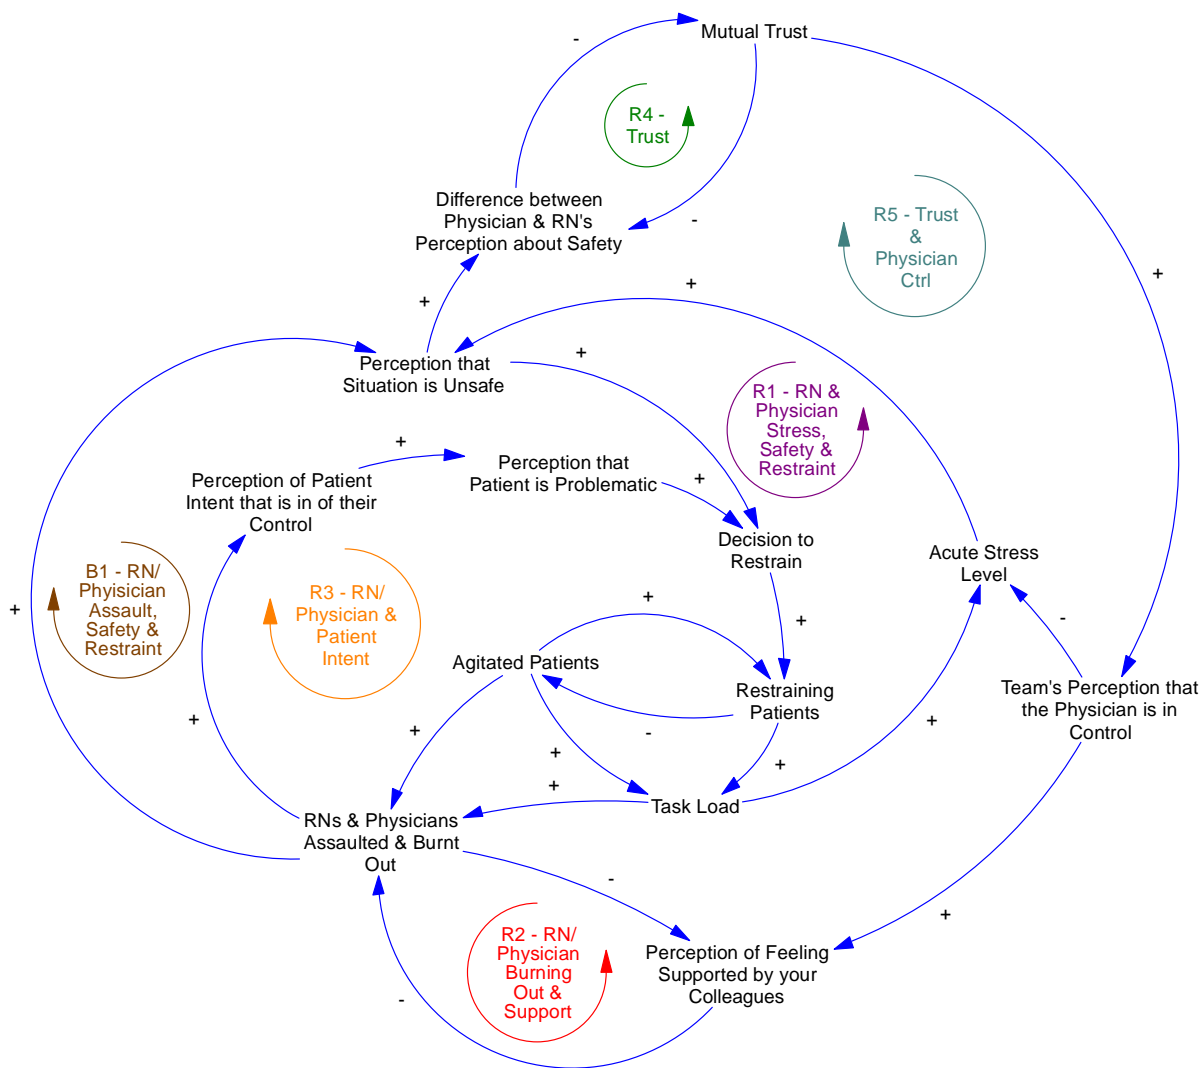 -
Mutual Trust
R4 -
Trust
Difference between
Physician & RN's
Perception about Safety
-
R5 - Trust
&
Physician
Ctrl
+
+
+
+
Perception that
Situation is Unsafe
R1 - RN &
Physician
Stress,
Safety &
Restraint
+
Perception of Patient
Intent that is in of their
Control
Perception that
Patient is Problematic
+
Decision to
Restrain
Acute Stress
Level
B1 - RN/
Phyisician
Assault,
Safety &
Restraint
+
R3 - RN/
Physician &
Patient
Intent
+
+
-
Agitated Patients
Restraining
Patients
Team's Perception that
the Physician is in
Control
+
+
-
+
+
+
+
Task Load
RNs & Physicians
Assaulted & Burnt
Out
-
+
R2 - RN/
Physician
Burning
Out &
Support
Perception of Feeling
Supported by your
Colleagues
-